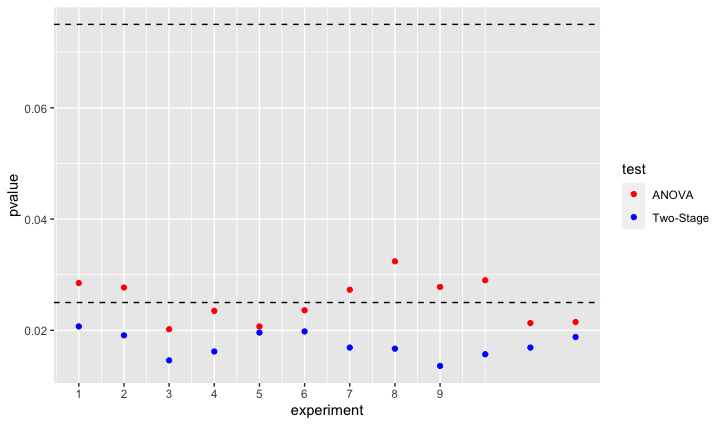 0.06
0.04
0.02
pvalue
1 2 3 4 5 6 7 8 9
experiment
test
ANOVA
Two-Stage